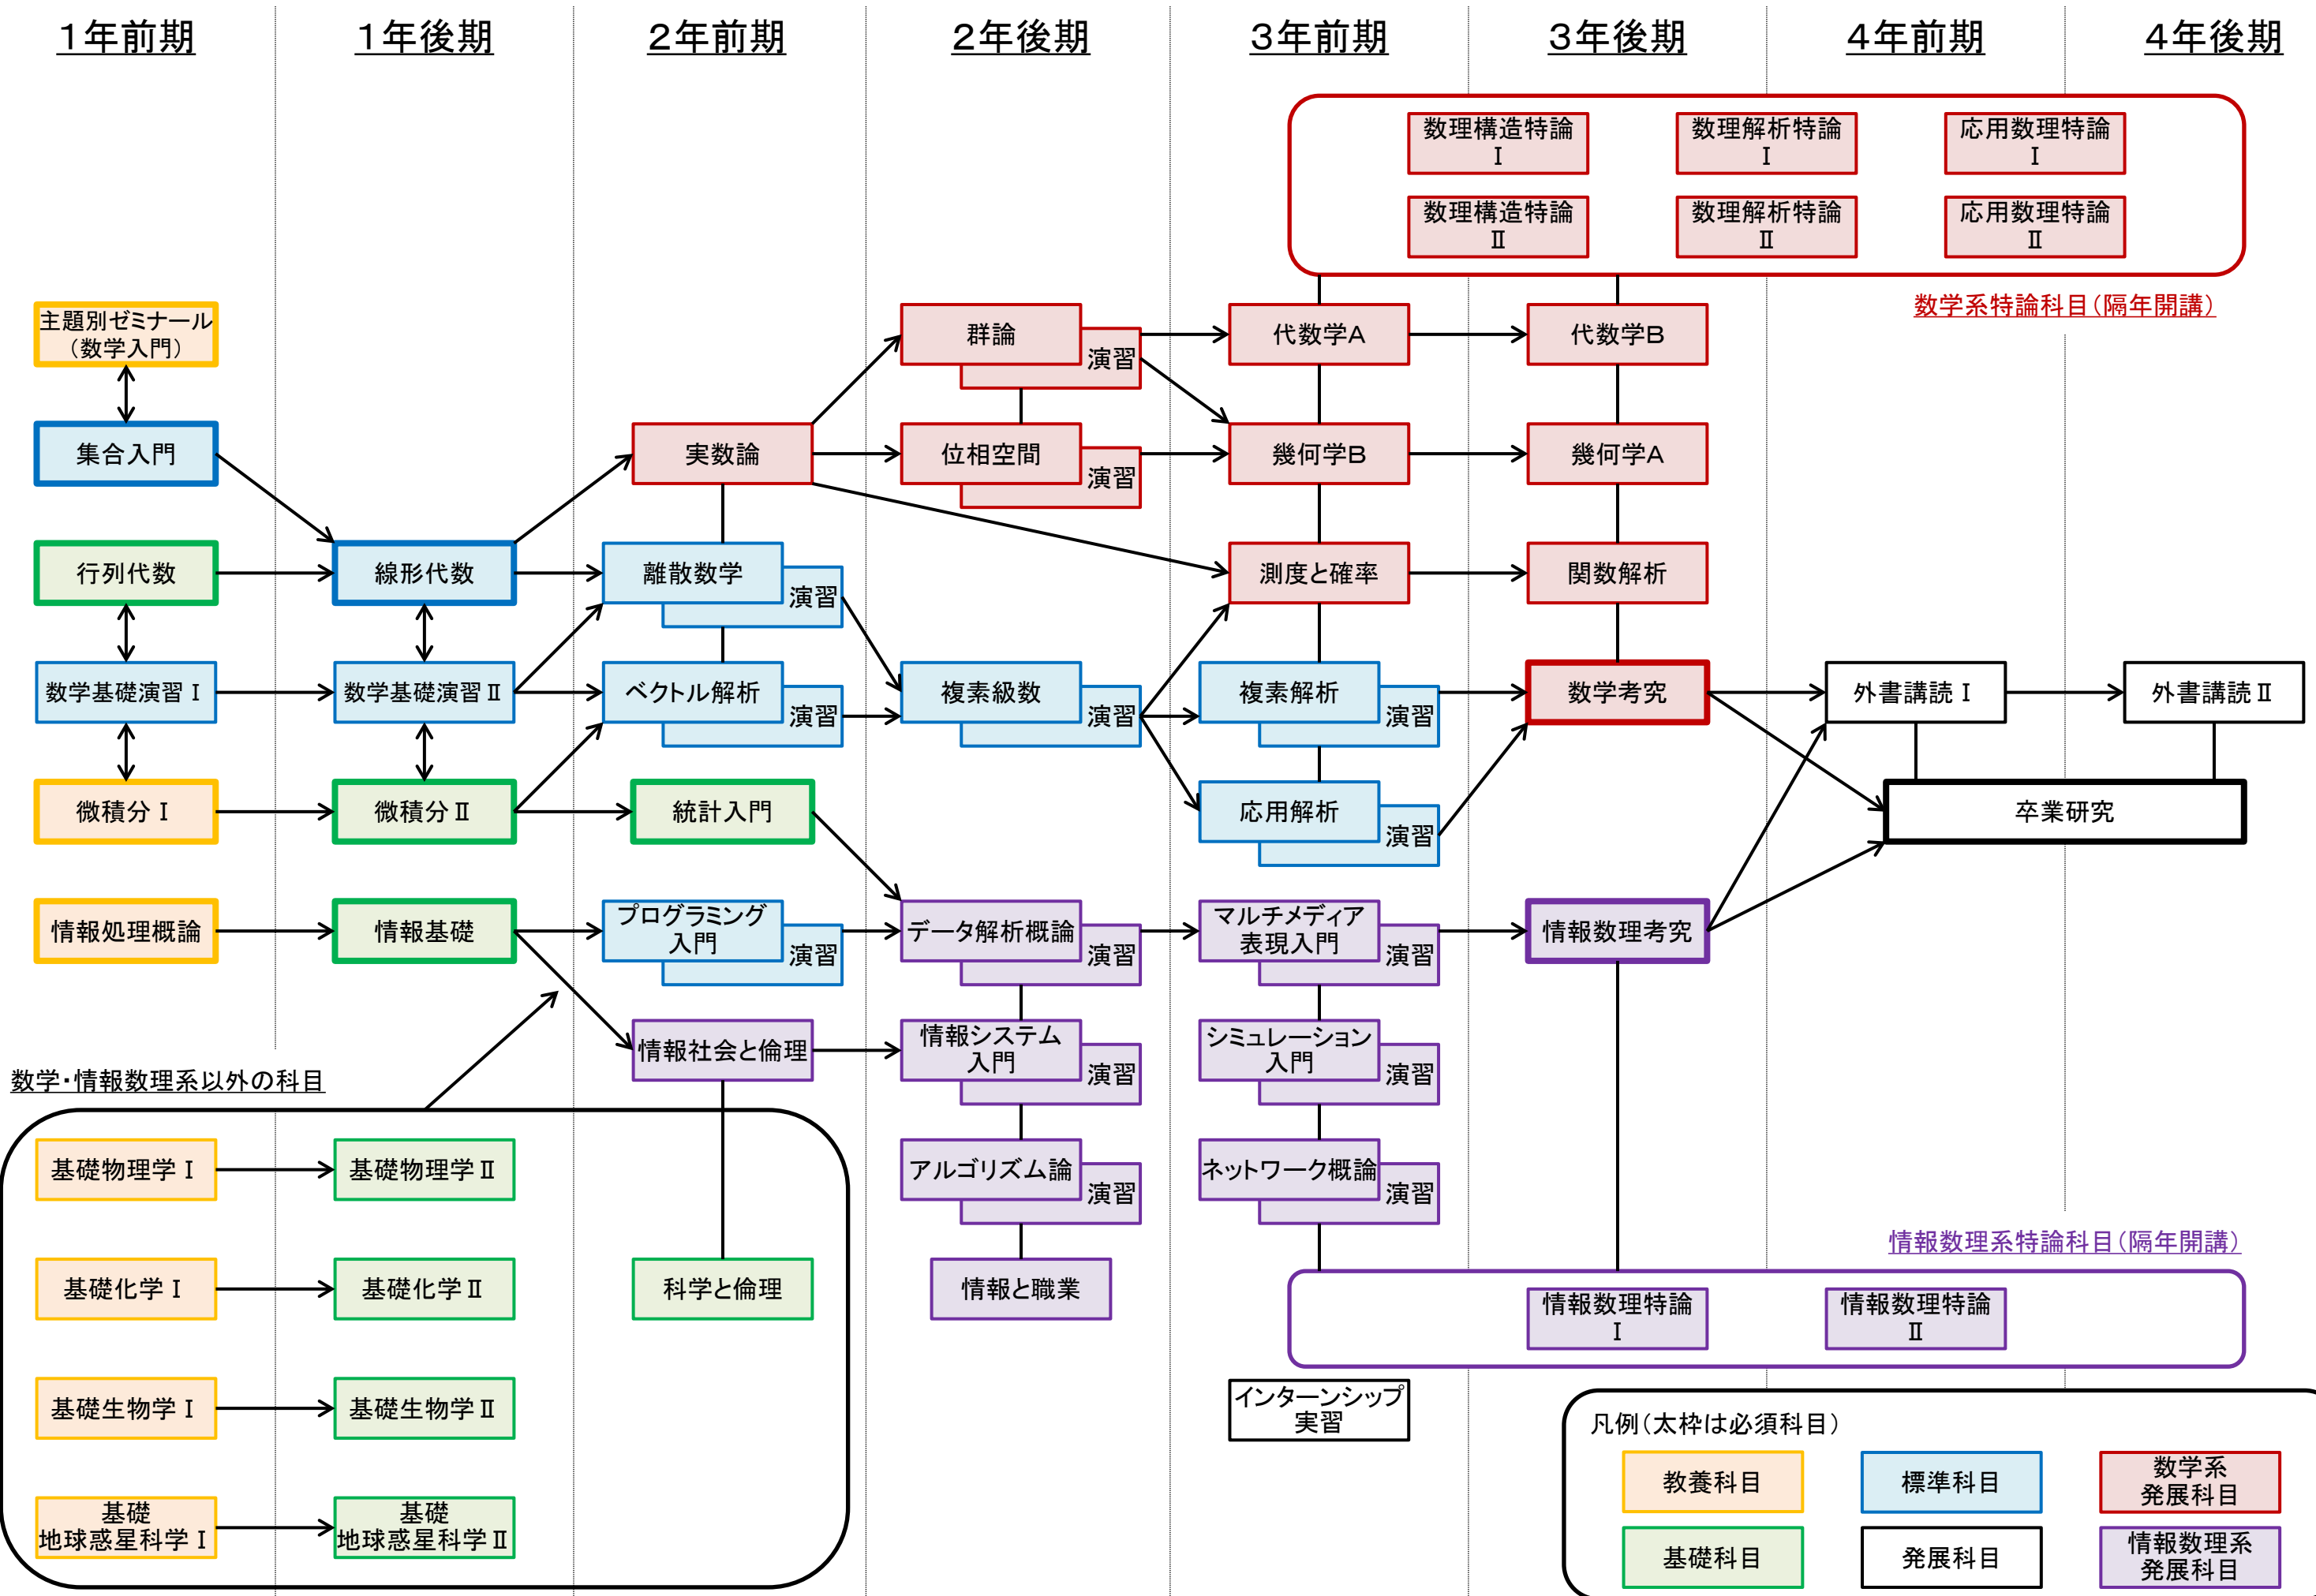 1年前期
1年後期
2年前期
2年後期
3年前期
3年後期
4年前期
4年後期
数理構造特論
Ⅰ
数理解析特論
Ⅰ
応用数理特論
Ⅰ
数理構造特論
Ⅱ
数理解析特論
Ⅱ
応用数理特論
Ⅱ
数学系特論科目(隔年開講)
主題別ゼミナール
(数学入門)
群論
演習
代数学A
代数学B
集合入門
実数論
位相空間
演習
幾何学B
幾何学A
行列代数
線形代数
離散数学
演習
測度と確率
関数解析
数学基礎演習Ⅰ
数学基礎演習Ⅱ
ベクトル解析
演習
複素級数
演習
複素解析
演習
数学考究
外書講読Ⅰ
外書講読Ⅱ
微積分Ⅰ
微積分Ⅱ
統計入門
応用解析
演習
卒業研究
情報処理概論
情報基礎
プログラミング
入門
演習
データ解析概論
演習
マルチメディア
表現入門
演習
情報数理考究
情報社会と倫理
情報システム
入門
演習
シミュレーション
入門
演習
数学・情報数理系以外の科目
基礎物理学Ⅰ
基礎物理学Ⅱ
アルゴリズム論
演習
ネットワーク概論
演習
情報数理系特論科目(隔年開講)
基礎化学Ⅰ
基礎化学Ⅱ
科学と倫理
情報と職業
情報数理特論
Ⅰ
情報数理特論
Ⅱ
基礎生物学Ⅰ
基礎生物学Ⅱ
インターンシップ
実習
基礎
地球惑星科学Ⅰ
基礎
地球惑星科学Ⅱ
凡例(太枠は必須科目)
教養科目
標準科目
数学系
発展科目
基礎科目
発展科目
情報数理系
発展科目